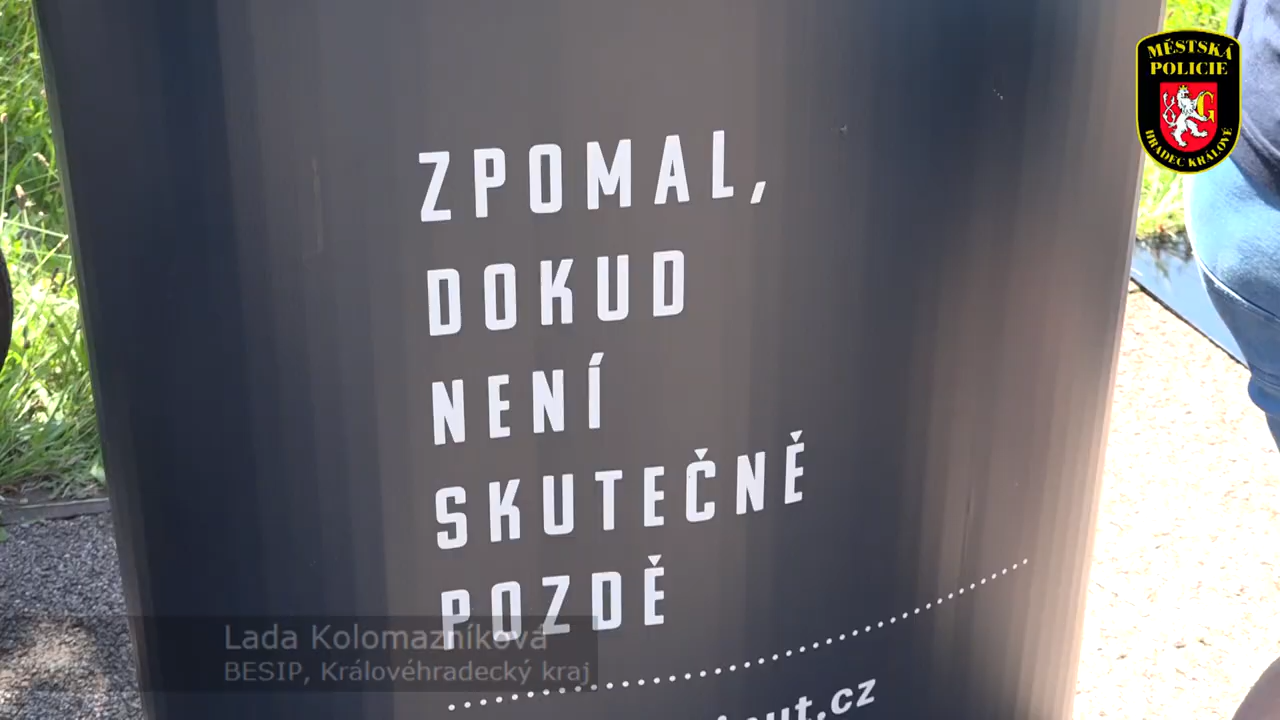 MĚSTSKÁ
POLICIE
G
HRADEC KRÁLOVÉ
ZPOMAL,
DOKUD
NENÍ
SKUTEČNĚ
POZDĚ
Lada Kolomazníková
BESIP, Královéhradecký kraj